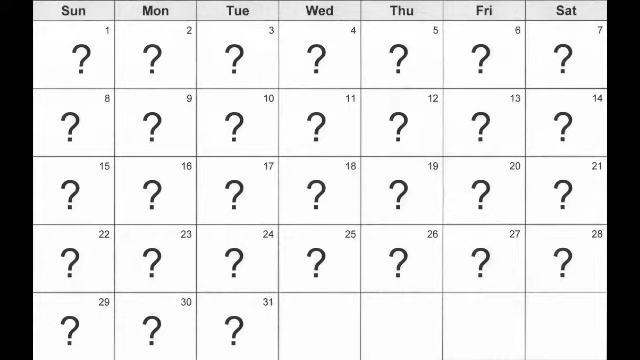 Sun Mon Tue Wed Thu Fri Sat
1 2 3 4 5 6 7
? ? ? ? ? ? ?
8 9 10 11 12 13 14
? ? ? ? ? ? ?
15 16 17 18 19 20 21
? ? ? ? ? ? ?
22 23 24 25 26 27 28
? ? ? ? ? ? ?
29 30 31
? ? ?